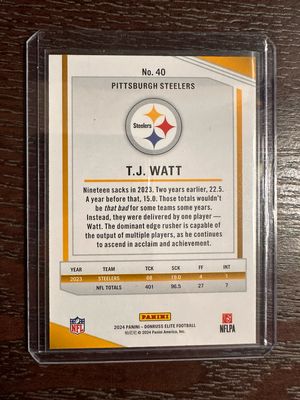 No. 40
PITTSBURGH STEELERS
Steelers
T.J. WATT
Nineteen sacks in 2023. Two years earlier, 22.5.
A year before that, 15.0. Those totals wouldn't
be that bad for some teams some years.
Instead, they were delivered by one player —
Watt. The dominant edge rusher is capable of
the output of multiple players, as he continues
to ascend in acclaim and achievement.
YEAR TEAM TCK SCK FF INT
2023 STEELERS 68 19.0 4 1
NFL TOTALS 401 96.5 27 7
NFL
PANINI
NFLPA
2024 PANINI - DONRUSS ELITE FOOTBALL
© 2024 Panini America, Inc.